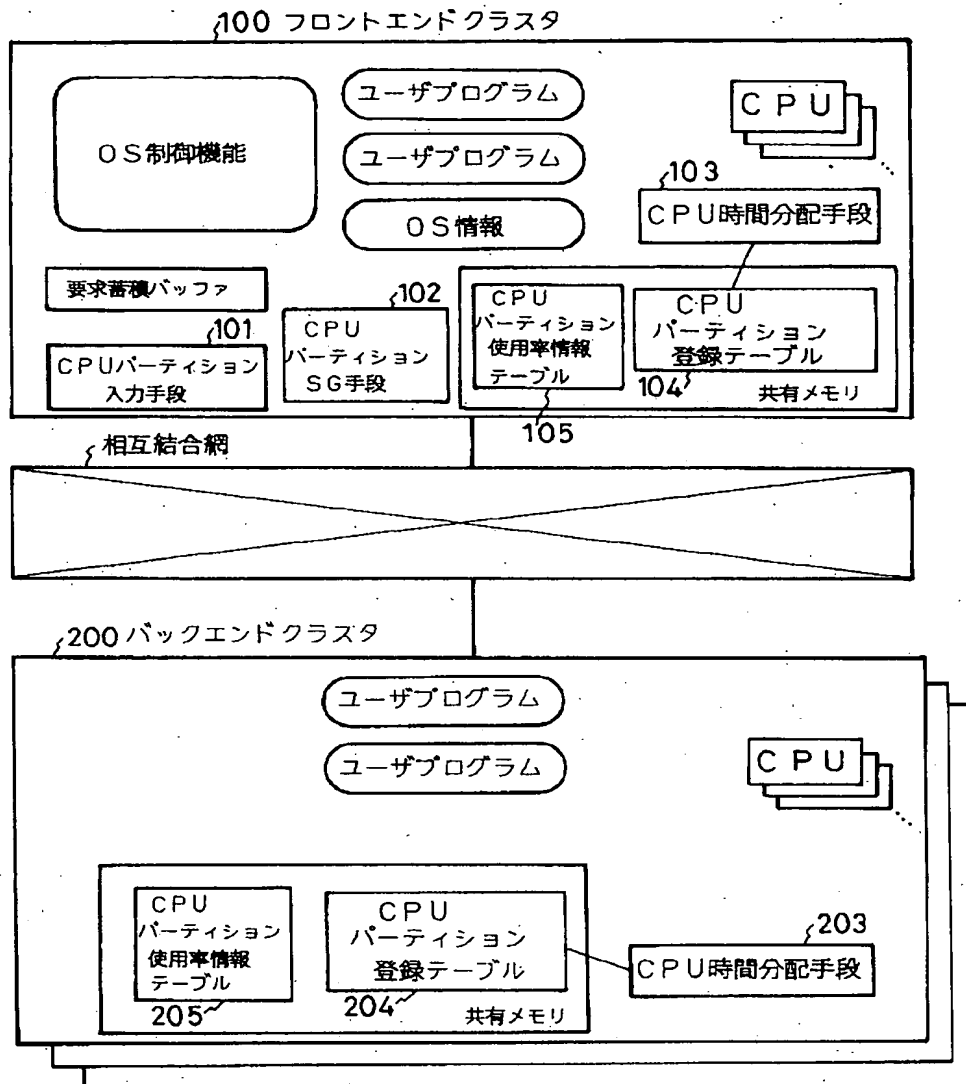 100 フロントエンドクラスタ
OS制御機能
ユーザプログラム
ユーザプログラム
OS情報
CPU
103
CPU時間分配手段
要求蓄積バッファ
101
CPUパーティション
入力手段
102
CPU
パーティション
SG手段
CPU
パーティション
使用率情報
テーブル
105
CPU
パーティション
登録テーブル
104
共有メモリ
相互結合網
200 バックエンドクラスタ
ユーザプログラム
ユーザプログラム
CPU
CPU
パーティション
使用率情報
テーブル
205
CPU
パーティション
登録テーブル
204
共有メモリ
203
CPU時間分配手段